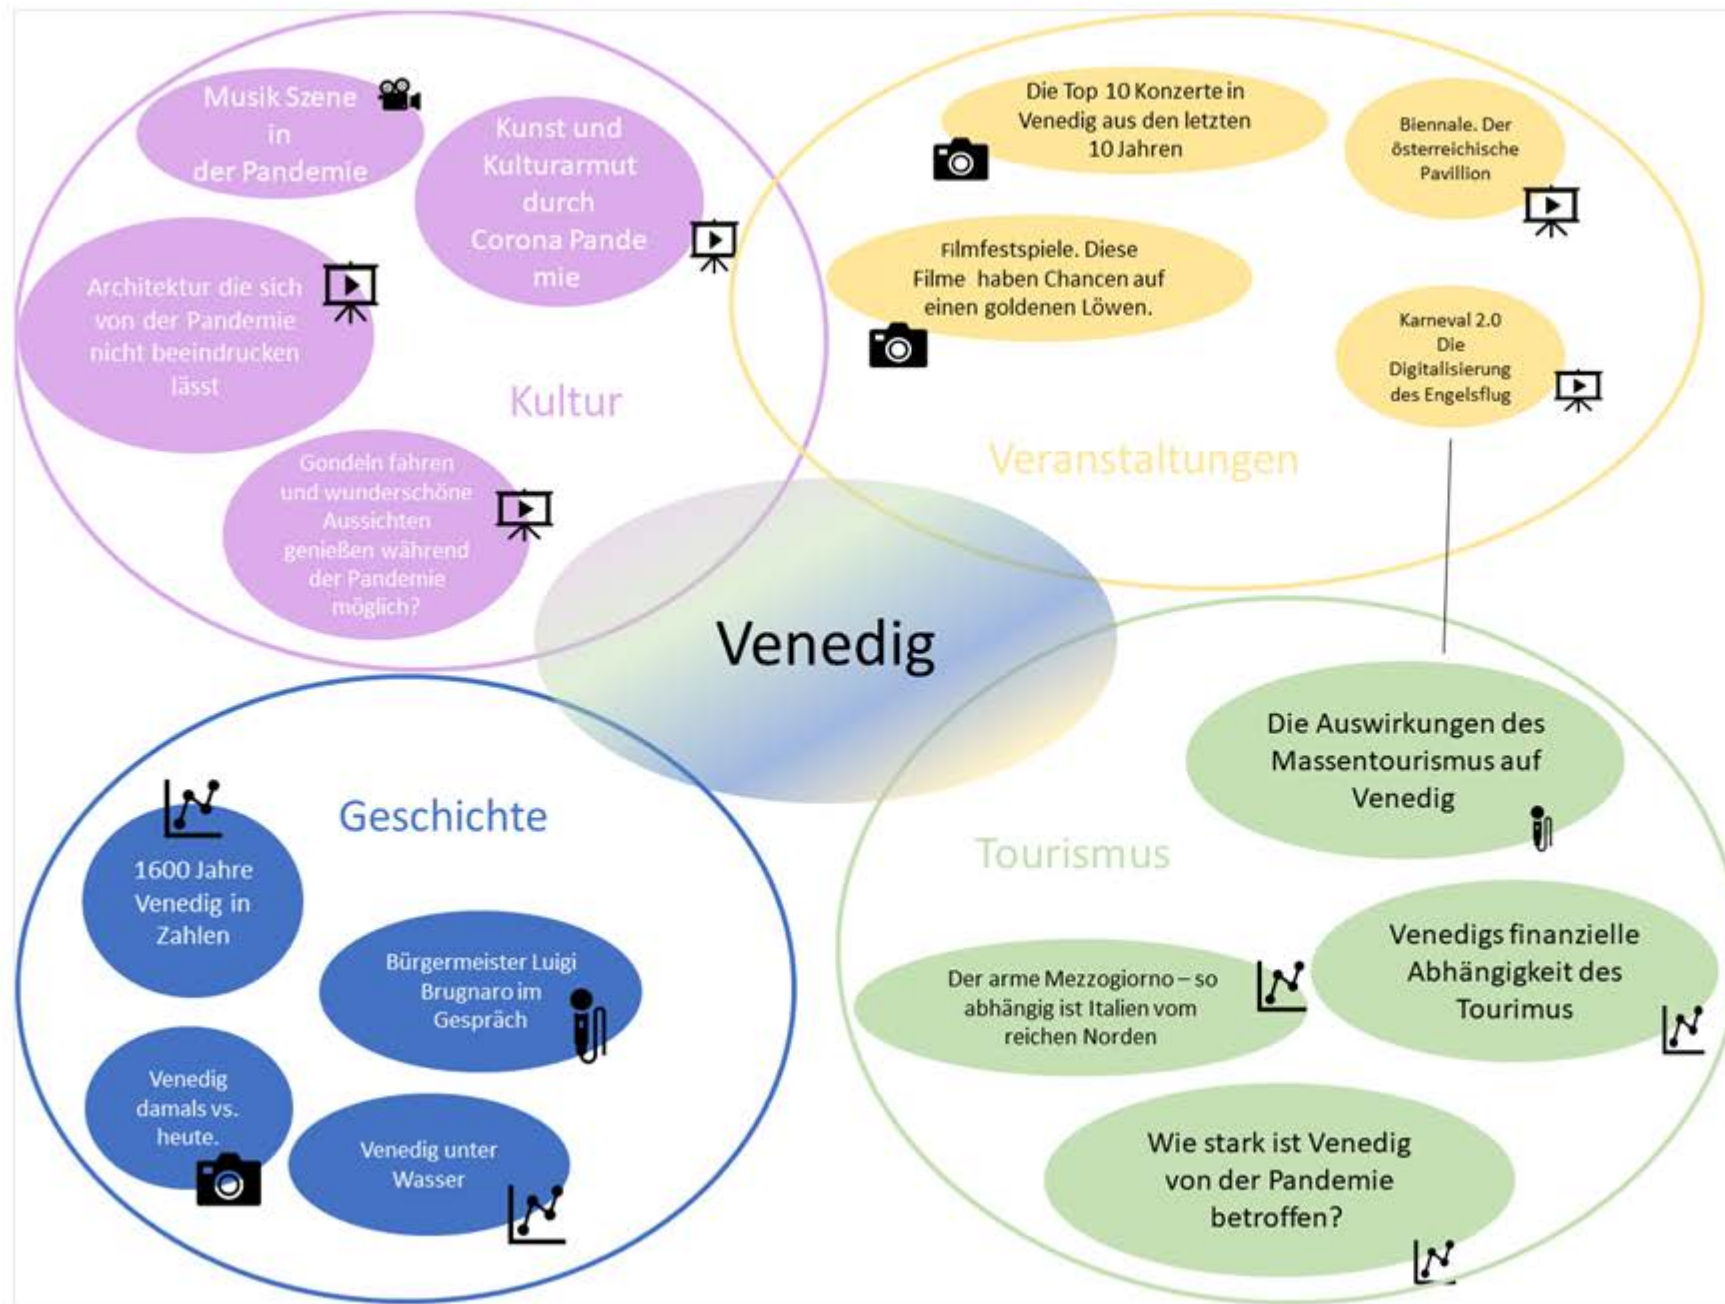 Musik Szene
in
der Pandemie
Kunst und
Kulturarmut
durch
Corona Pande
mie
Architektur die sich
von der Pandemie
nicht beeindrucken
lässt
Kultur
Gondeln fahren
und wunderschöne
Aussichten
genießen während
der Pandemie
möglich?
Die Top 10 Konzerte in
Venedig aus den letzten
10 Jahren
Biennale. Der
österreichische
Pavillion
Filmfestspiele. Diese
Filme haben Chancen auf
einen goldenen Löwen.
Karneval 2.0
Die
Digitalisierung
des Engelsflug
Veranstaltungen
Venedig
Geschichte
1600 Jahre
Venedig in
Zahlen
Bürgermeister Luigi
Brugnaro im
Gespräch
Venedig
damals vs.
heute.
Venedig unter
Wasser
Die Auswirkungen des
Massentourismus auf
Venedig
Tourismus
Venedigs finanzielle
Abhängigkeit des
Tourimus
Der arme Mezzogiorno – so
abhängig ist Italien vom
reichen Norden
Wie stark ist Venedig
von der Pandemie
betroffen?